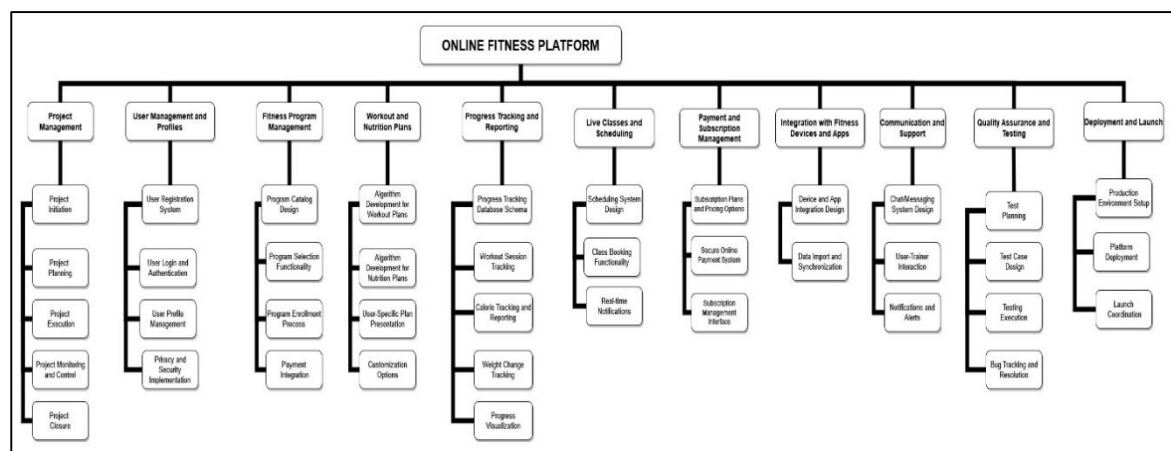 ONLINE FITNESS PLATFORM
Project
Management
User Management and
Profiles
Fitness Program
Management
Workout and
Nutrition Plans
Progress Tracking and
Reporting
Live Classes and
Scheduling
Payment and
Subscription
Management
Integration with Fitness
Devices and Apps
Communication and
Support
Quality Assurance and
Testing
Deployment and Launch
Project
Initiation
Project
Planning
Project
Execution
Project Monitoring
and Control
Project
Closure
User Registration
System
User Login and
Authentication
User Profile
Management
Privacy and
Security
Implementation
Program Catalog
Design
Program Selection
Functionality
Program Enrollment
Process
Payment
Integration
Algorithm
Development for
Workout Plans
Algorithm
Development for
Nutrition Plans
User-Specific Plan
Presentation
Customization
Options
Progress Tracking
Database Schema
Workout Session
Tracking
Calorie Tracking and
Reporting
Weight Change
Tracking
Progress
Visualization
Scheduling System
Design
Class Booking
Functionality
Real-time
Notifications
Subscription Plans
and Pricing Options
Secure Online
Payment System
Subscription
Management
Interface
Device and App
Integration Design
Data Import and
Synchronization
Chat/Messaging
System Design
User-Trainer
Interaction
Notifications and
Alerts
Test
Planning
Test Case
Design
Testing
Execution
Bug Tracking and
Resolution
Production
Environment Setup
Platform
Deployment
Launch
Coordination